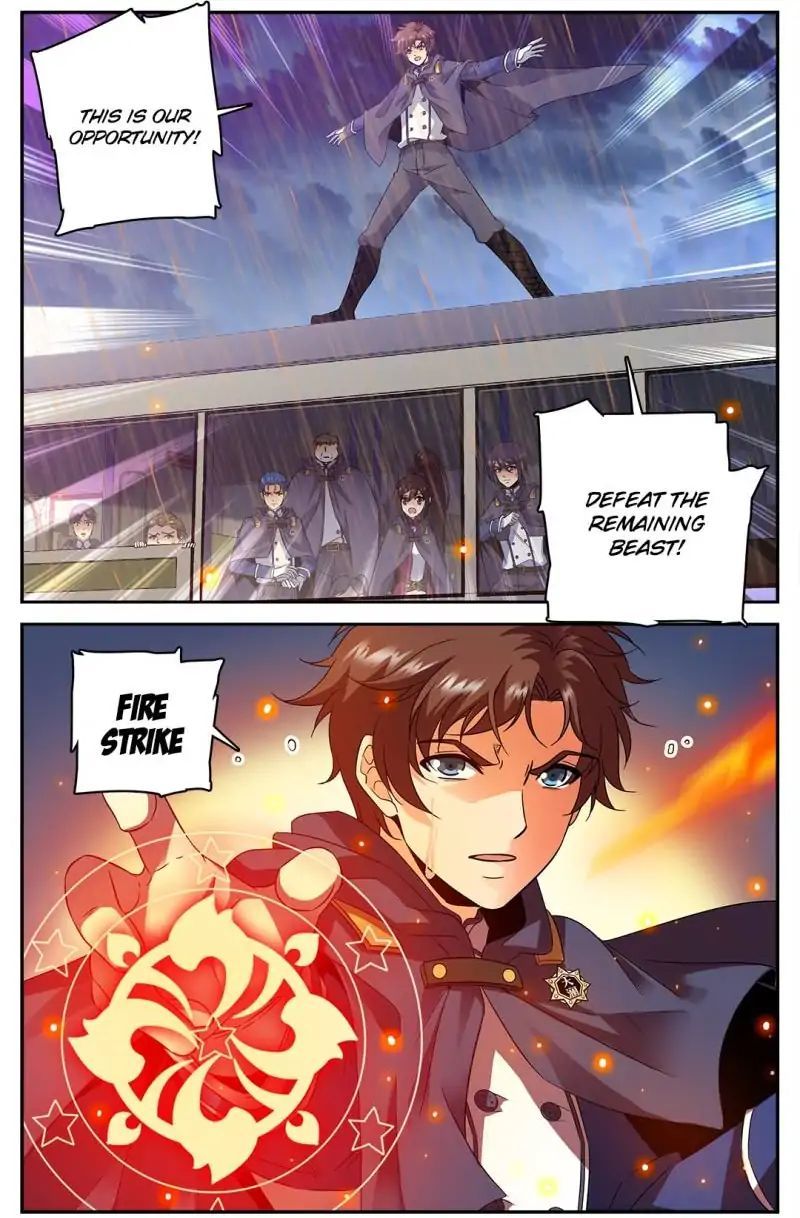 THIS IS OUR
OPPORTUNITY!
DEFEAT THE
REMAINING
BEAST!
FIRE
STRIKE